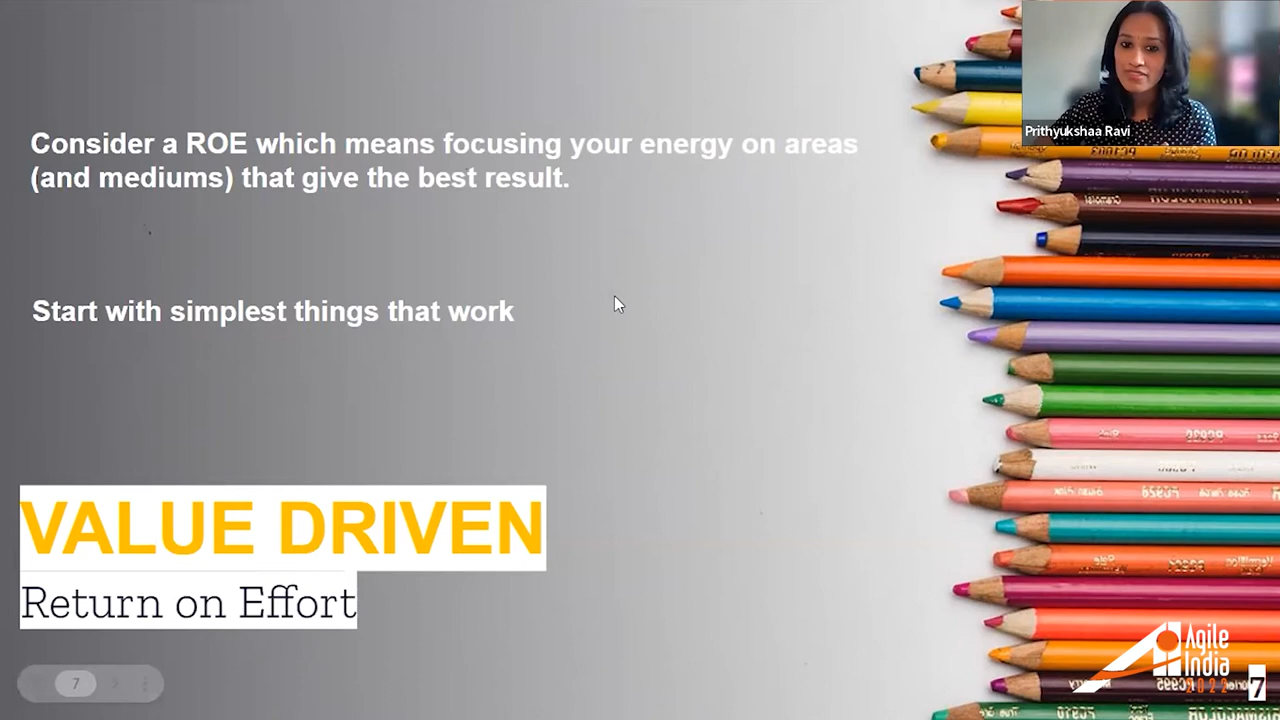 Prithyukshaa Ravi
Consider a ROE which means focusing your energy on areas
(and mediums) that give the best result.
Start with simplest things that work
VALUE DRIVEN
Return on Effort
7
Agile
India
2022
7